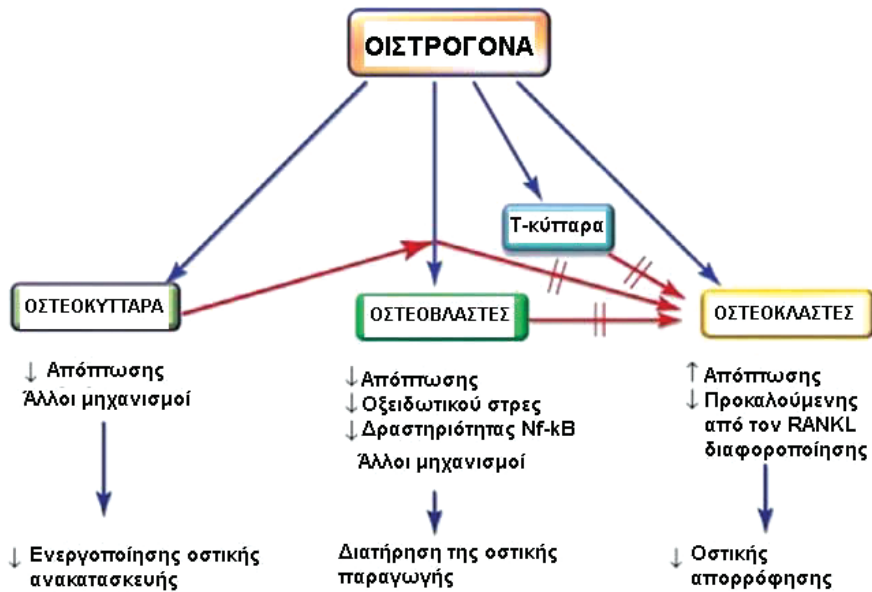 ΟΙΣΤΡΟΓΟΝΑ
Τ-κύτταρα
ΟΣΤΕΟΚΥΤΤΑΡΑ
ΟΣΤΕΟΒΛΑΣΤΕΣ
ΟΣΤΕΟΚΛΑΣΤΕΣ
↓ Απόπτωσης
Άλλοι μηχανισμοί
↓ Ενεργοποίησης οστικής
ανακατασκευής
↓ Απόπτωσης
↓ Οξειδωτικού στρες
↓ Δραστηριότητας Nf-kB
Άλλοι μηχανισμοί
Διατήρηση της οστικής
παραγωγής
↑ Απόπτωσης
↓ Προκαλούμενης
από τον RANKL
διαφοροποίησης
↓ Οστικής
απορρόφησης